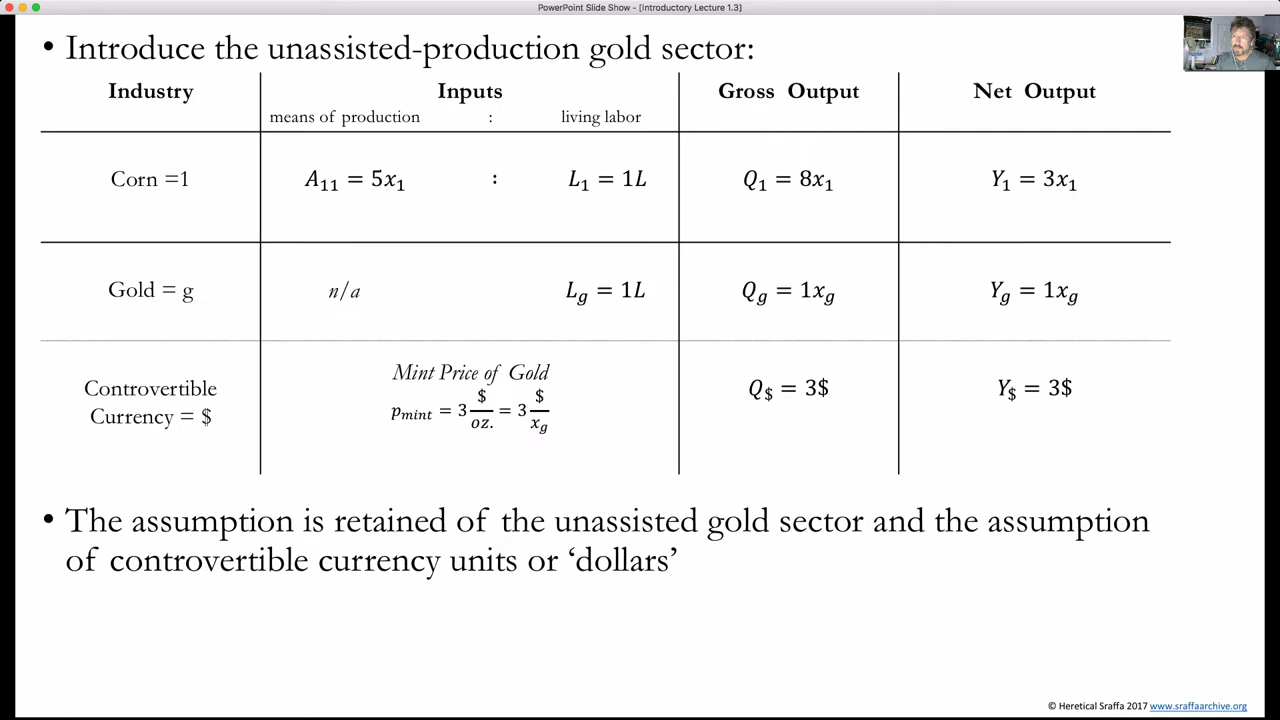 PowerPoint Slide Show - [Introductory Lecture 1.3]
• Introduce the unassisted-production gold sector:
Industry Inputs Gross Output Net Output
means of production : living labor
Corn =1 A₁₁ = 5x₁ : L₁ = 1L Q₁ = 8x₁ Y₁ = 3x₁
Gold = g n/a L_g = 1L Q_g = 1x_g Y_g = 1x_g
Controvertible
Currency = $
Mint Price of Gold
p_mint = 3 $/oz. = 3 $/x_g
Q_$ = 3$ Y_$ = 3$
• The assumption is retained of the unassisted gold sector and the assumption
of controvertible currency units or ‘dollars’
© Heretical Sraffa 2017 www.sraffaarchive.org